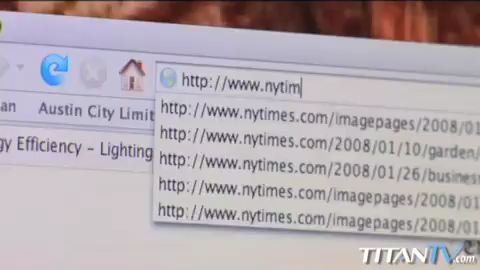 http://www.nytim
an Austin City Limit
http://www.nytimes.com/imagepages/2008/01
gy Efficiency – Lighting
http://www.nytimes.com/2008/01/10/garden/
http://www.nytimes.com/2008/01/26/business
http://www.nytimes.com/imagepages/2008/0
http://www.nytimes.com/imagepages/2008/01
TITANTV.com